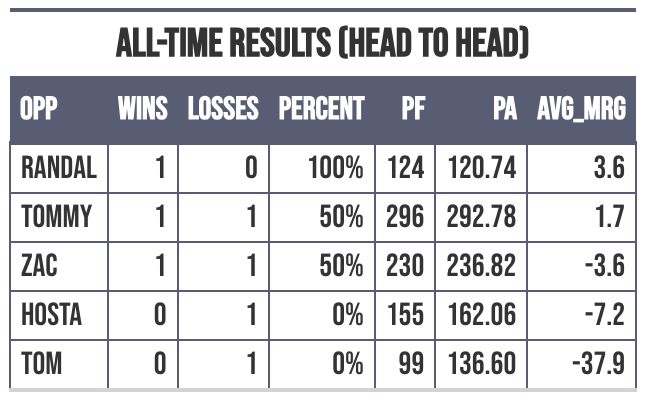 ALL-TIME RESULTS (HEAD TO HEAD)
OPP WINS LOSSES PERCENT PF PA AVG_MRG
RANDAL 1 0 100% 124 120.74 3.6
TOMMY 1 1 50% 296 292.78 1.7
ZAC 1 1 50% 230 236.82 -3.6
HOSTA 0 1 0% 155 162.06 -7.2
TOM 0 1 0% 99 136.60 -37.9